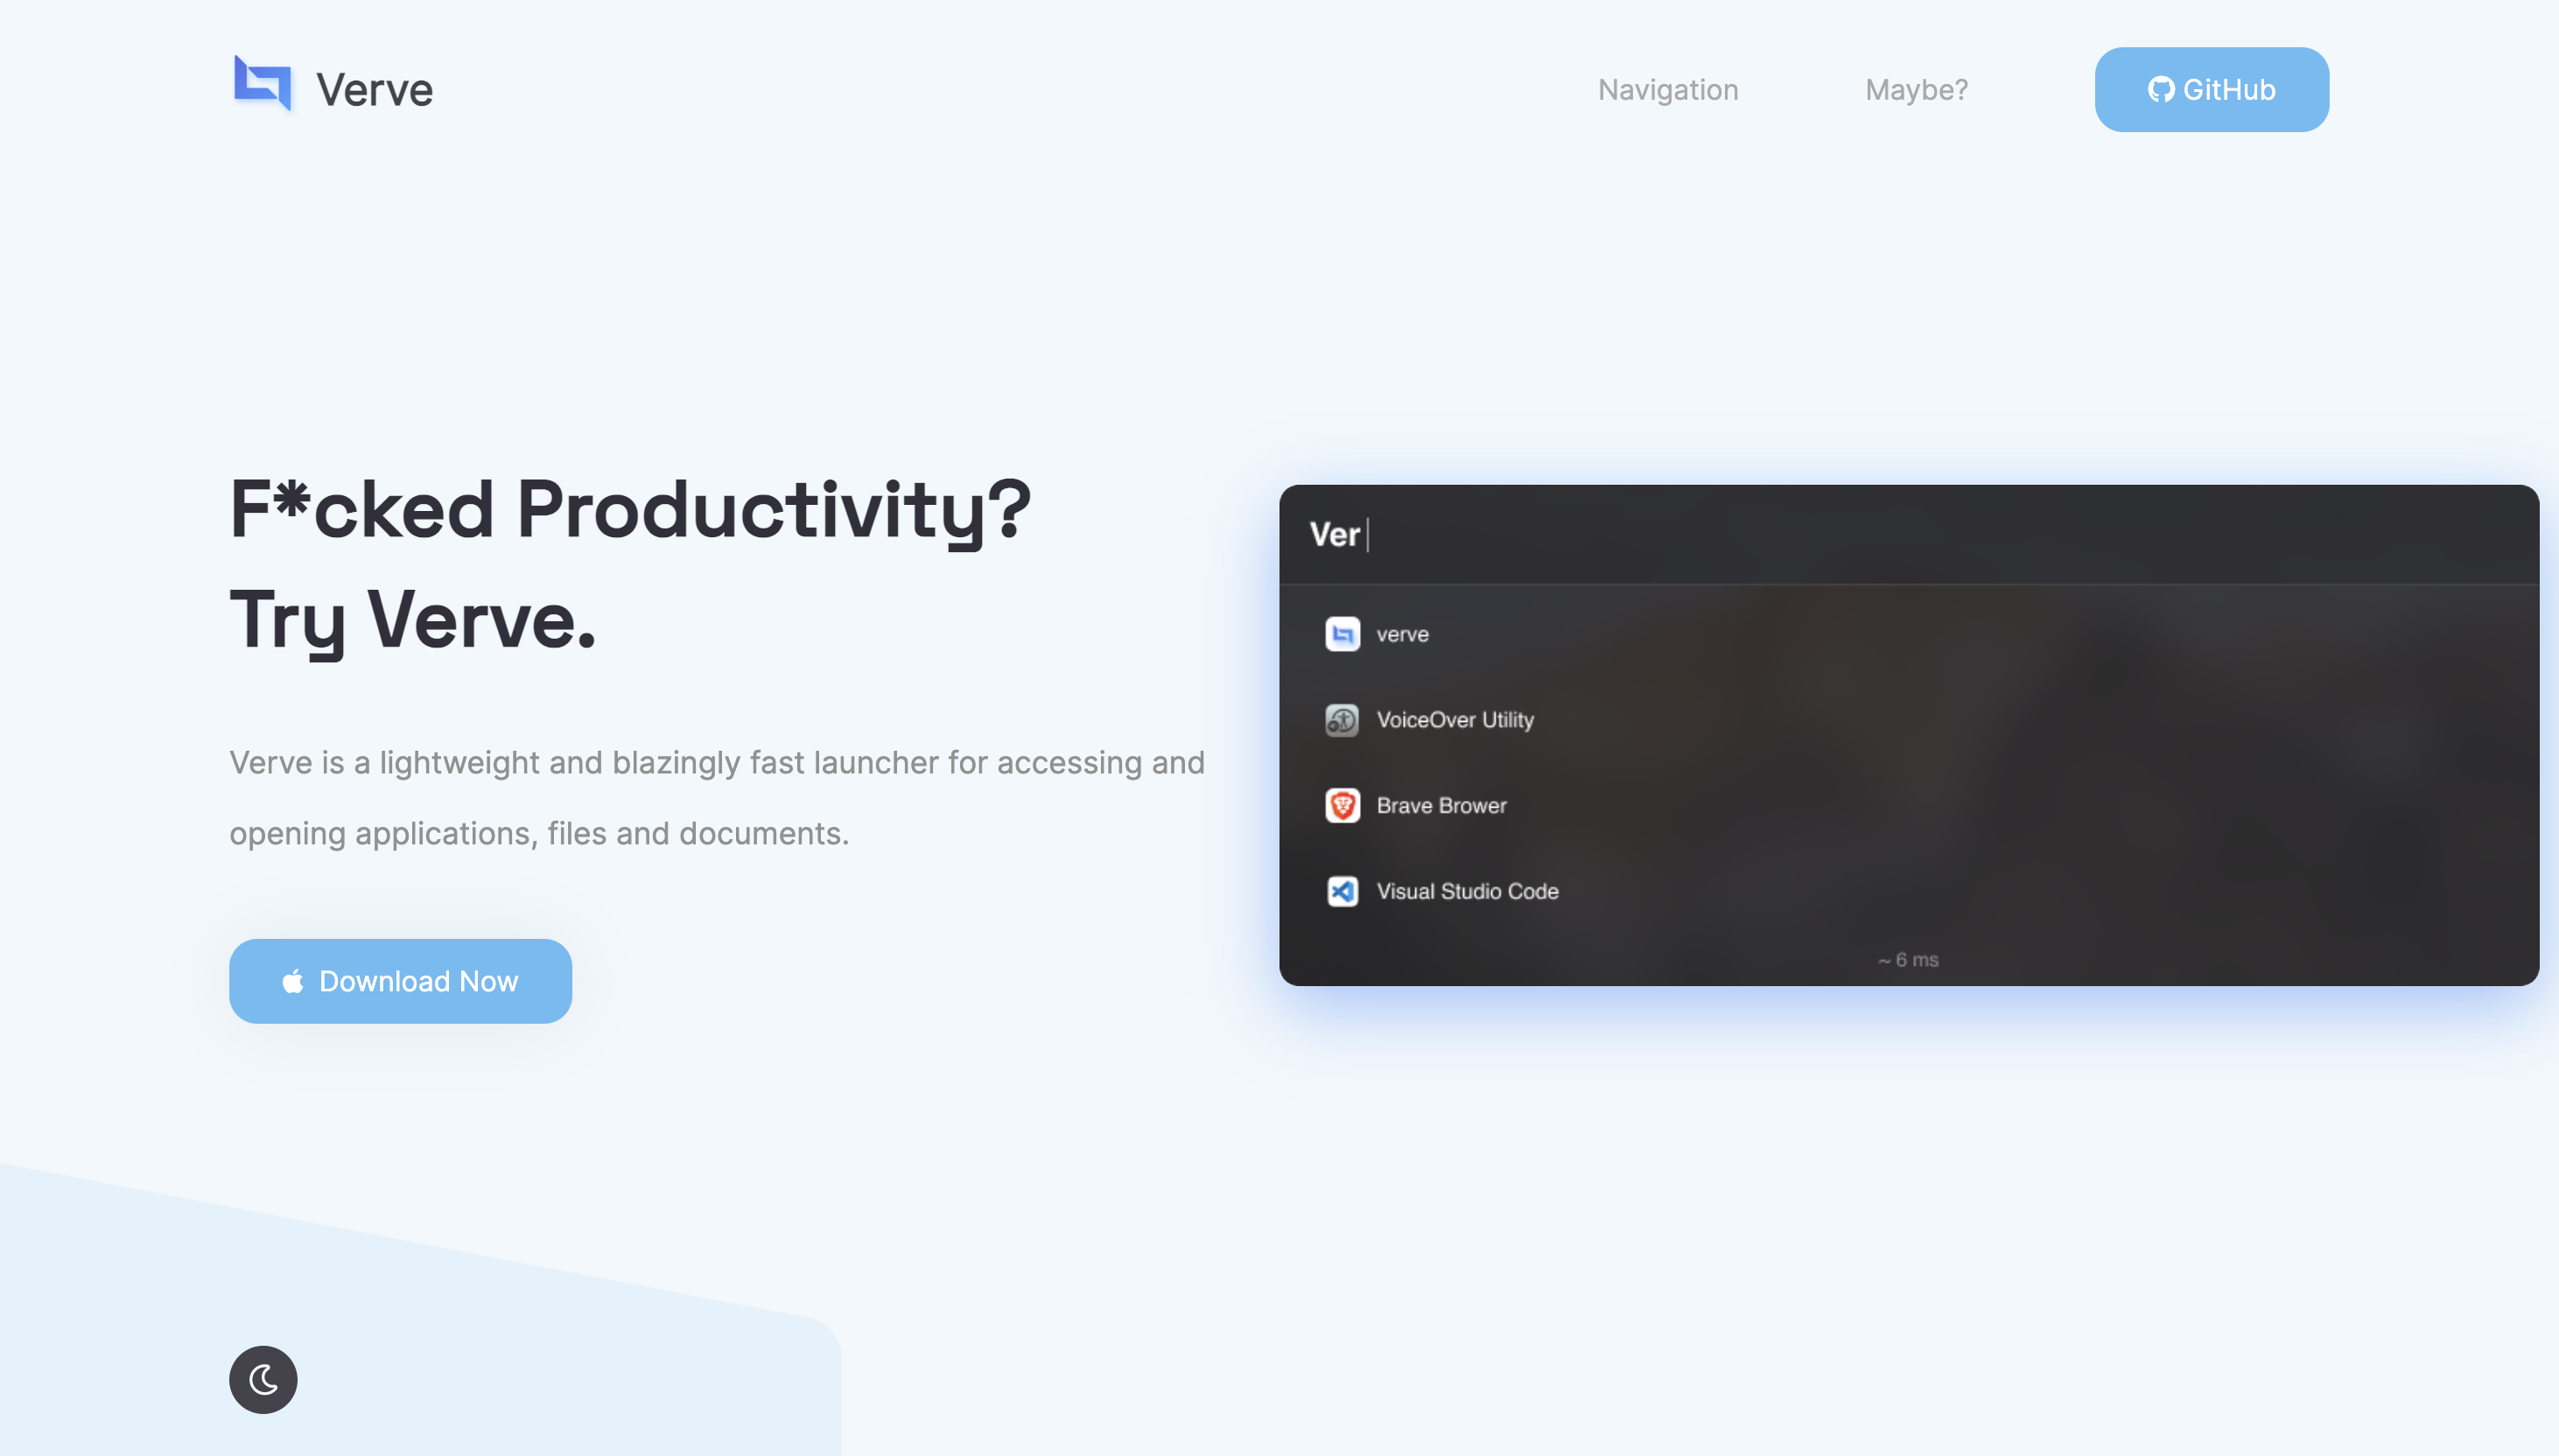 Verve
Navigation
Maybe?
GitHub
F*cked Productivity?
Try Verve.
Verve is a lightweight and blazingly fast launcher for accessing and
opening applications, files and documents.
Download Now
Ver
verve
VoiceOver Utility
Brave Brower
Visual Studio Code
~ 6 ms